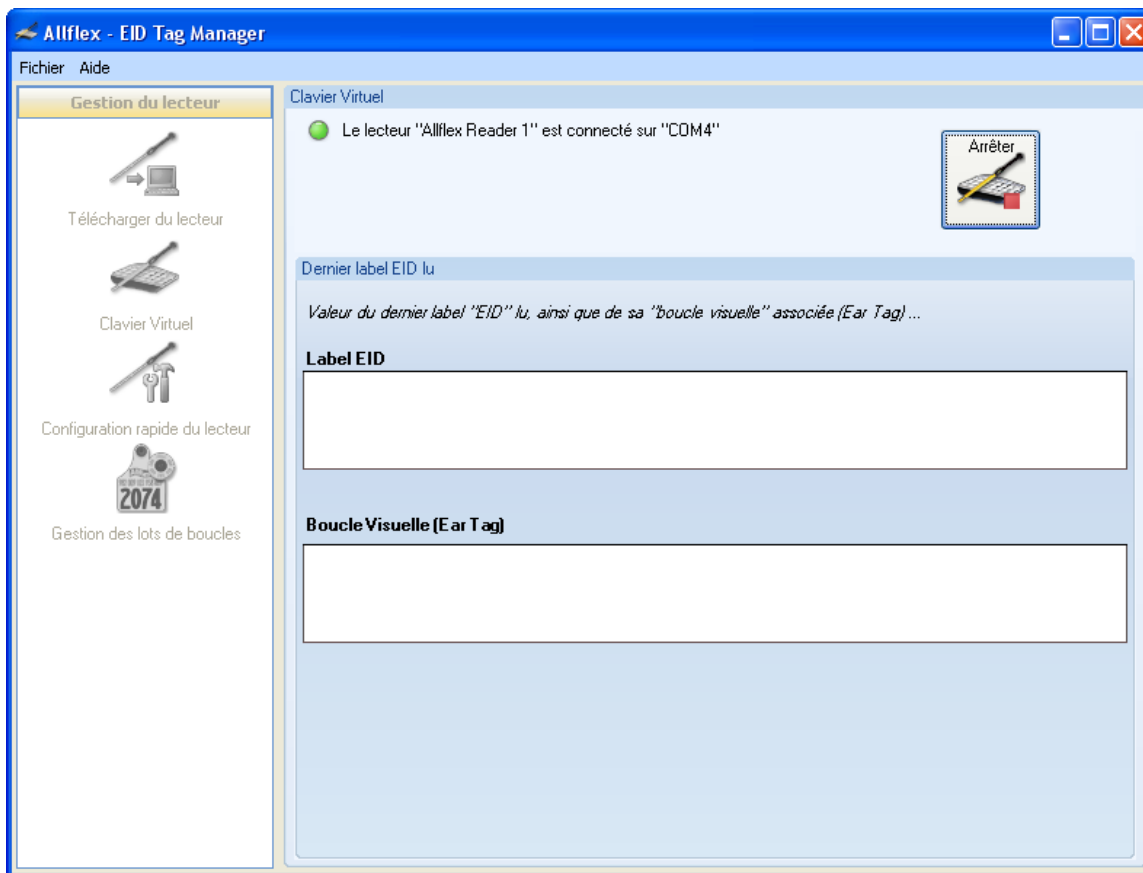 Allflex - EID Tag Manager
Fichier Aide
Gestion du lecteur
Télécharger du lecteur
Clavier Virtuel
Configuration rapide du lecteur
2074
Gestion des lots de boucles
Clavier Virtuel
Le lecteur "Allflex Reader 1" est connecté sur "COM4"
Arrêter
Dernier label EID lu
Valeur du dernier label "EID" lu, ainsi que de sa "boucle visuelle" associée (Ear Tag) ...
Label EID
Boucle Visuelle (Ear Tag)